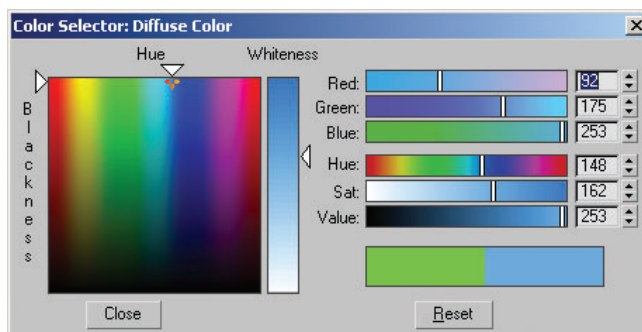 Color Selector: Diffuse Color
Hue
Whiteness
Blackness
Red: 92
Green: 175
Blue: 253
Hue: 148
Sat: 162
Value: 253
Close
Reset